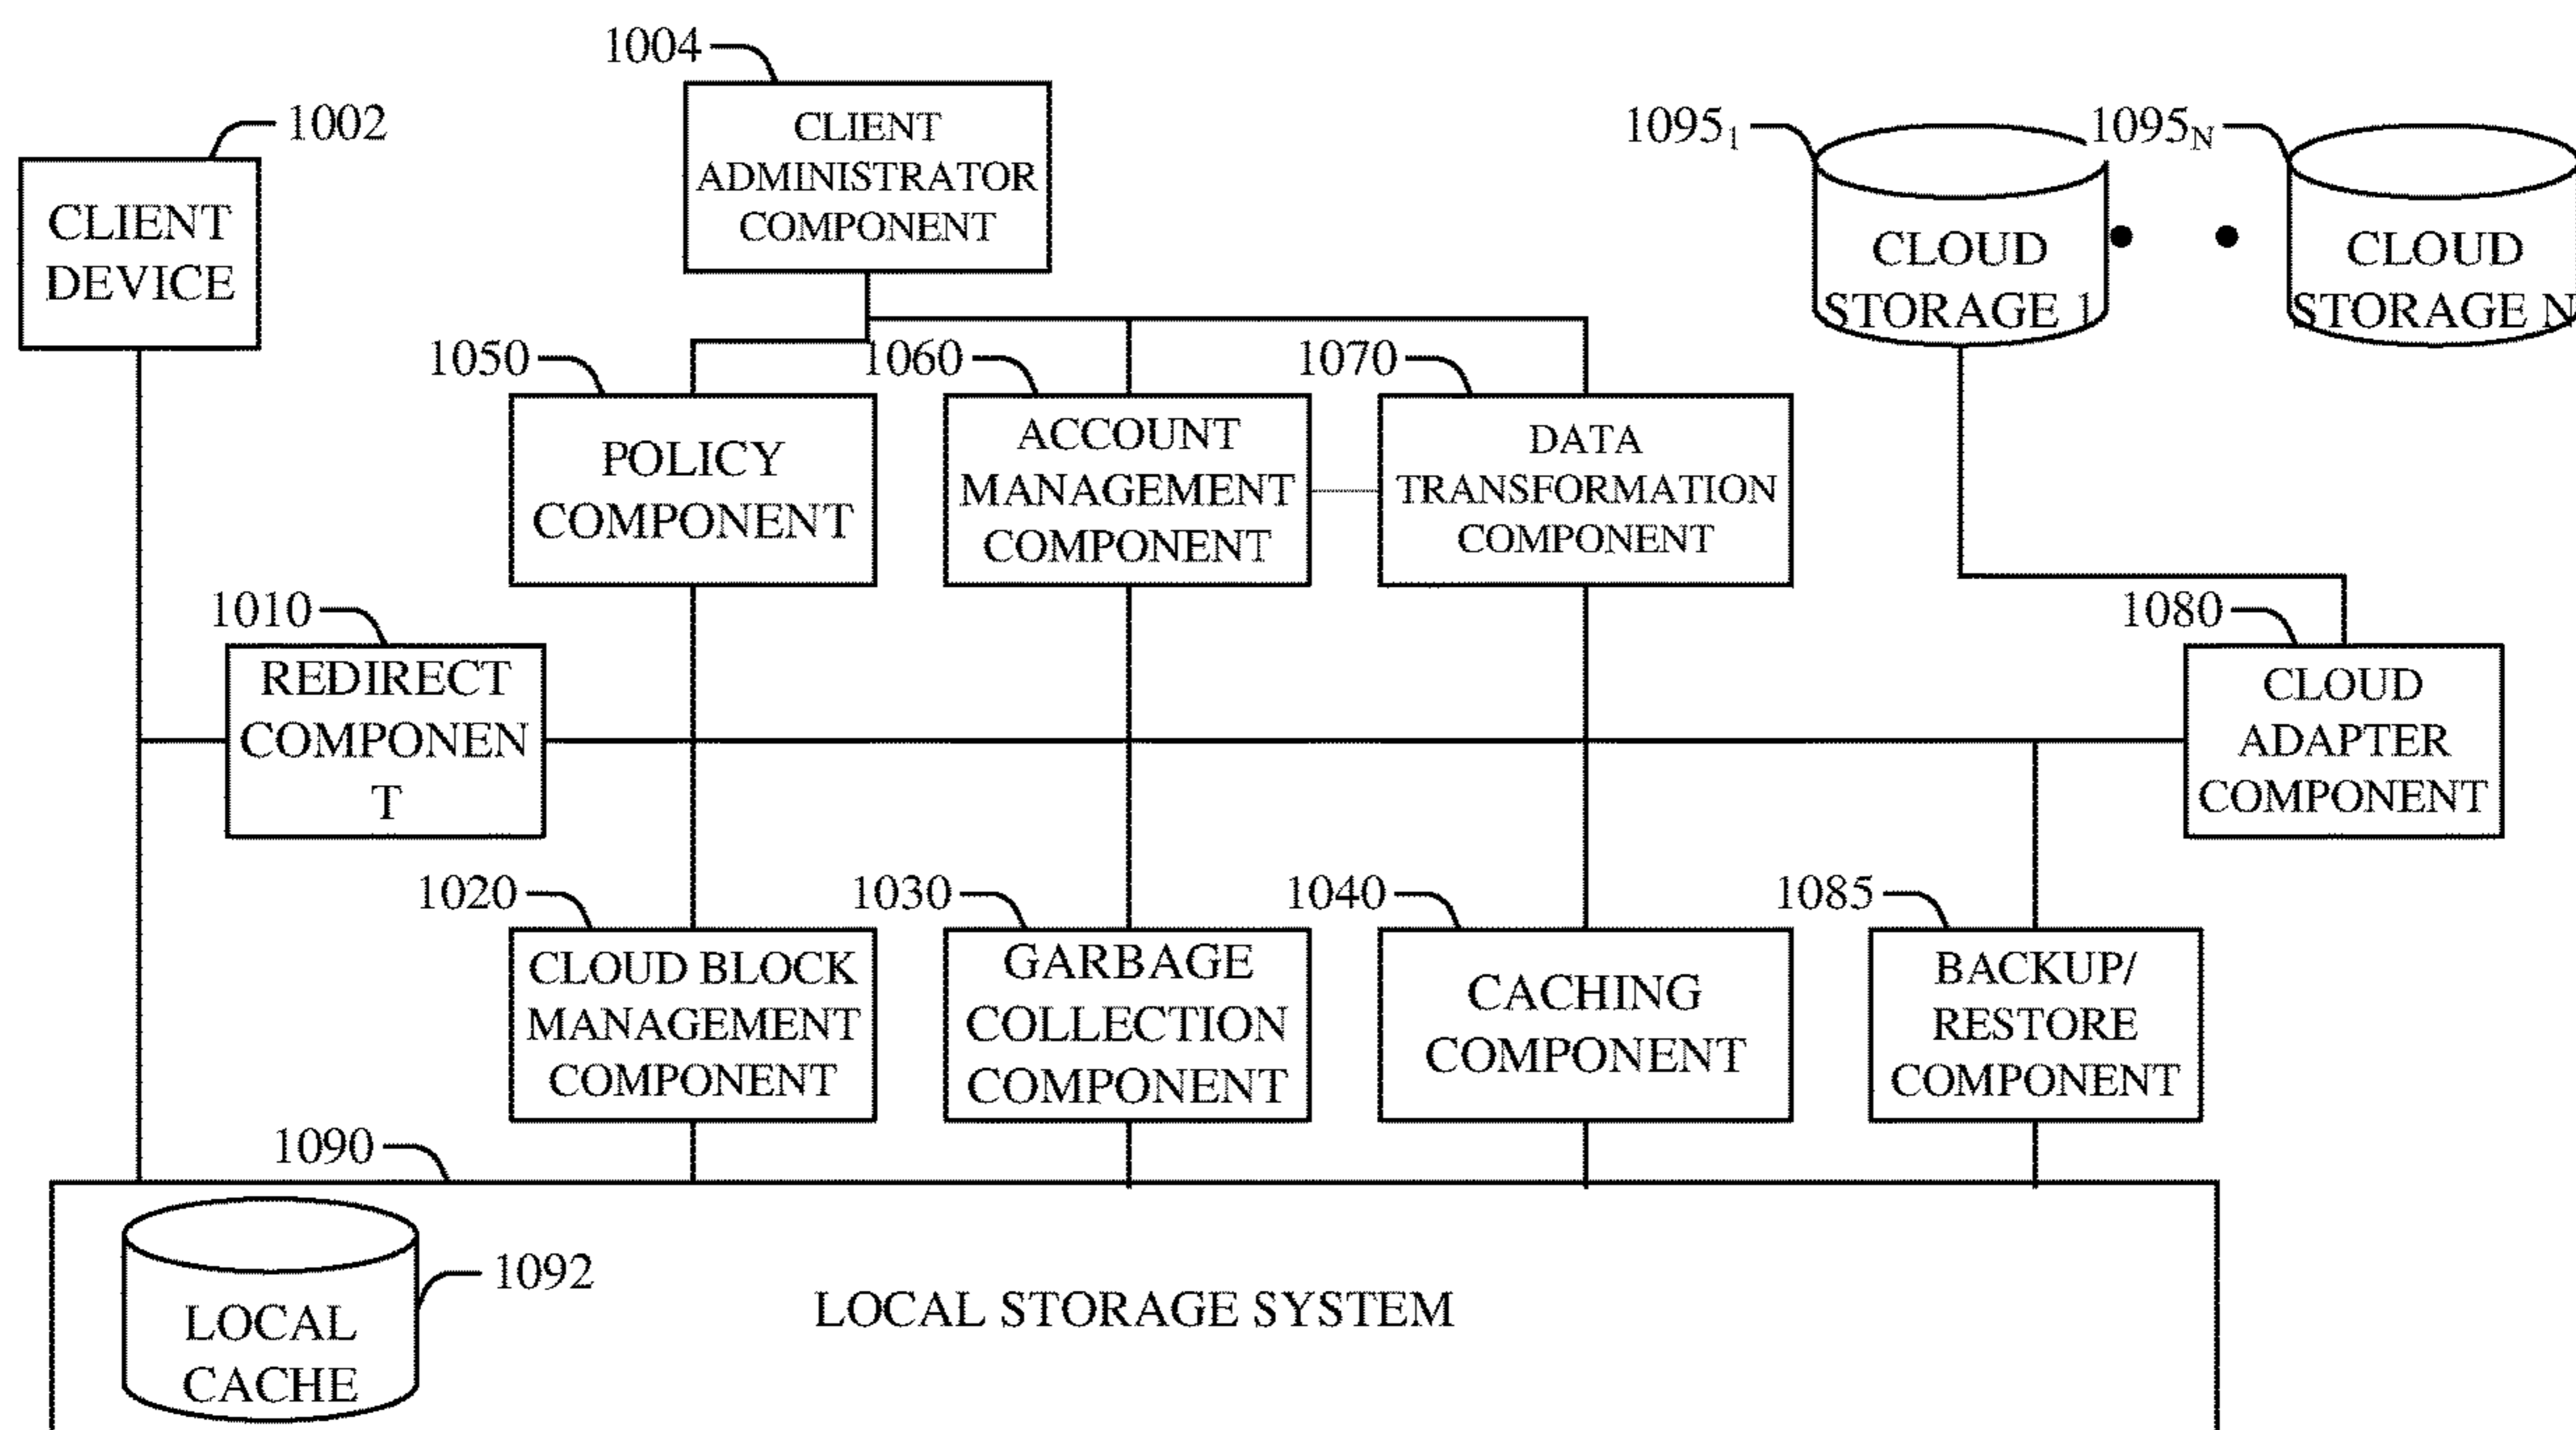 1004
CLIENT
ADMINISTRATOR
COMPONENT
1002
CLIENT
DEVICE
1095₁
CLOUD
STORAGE 1
1095N
CLOUD
STORAGE N
1050
POLICY
COMPONENT
1060
ACCOUNT
MANAGEMENT
COMPONENT
1070
DATA
TRANSFORMATION
COMPONENT
1010
REDIRECT
COMPONEN
T
1080
CLOUD
ADAPTER
COMPONENT
1020
CLOUD BLOCK
MANAGEMENT
COMPONENT
1030
GARBAGE
COLLECTION
COMPONENT
1040
CACHING
COMPONENT
1085
BACKUP/
RESTORE
COMPONENT
1090
1092
LOCAL
CACHE
LOCAL STORAGE SYSTEM